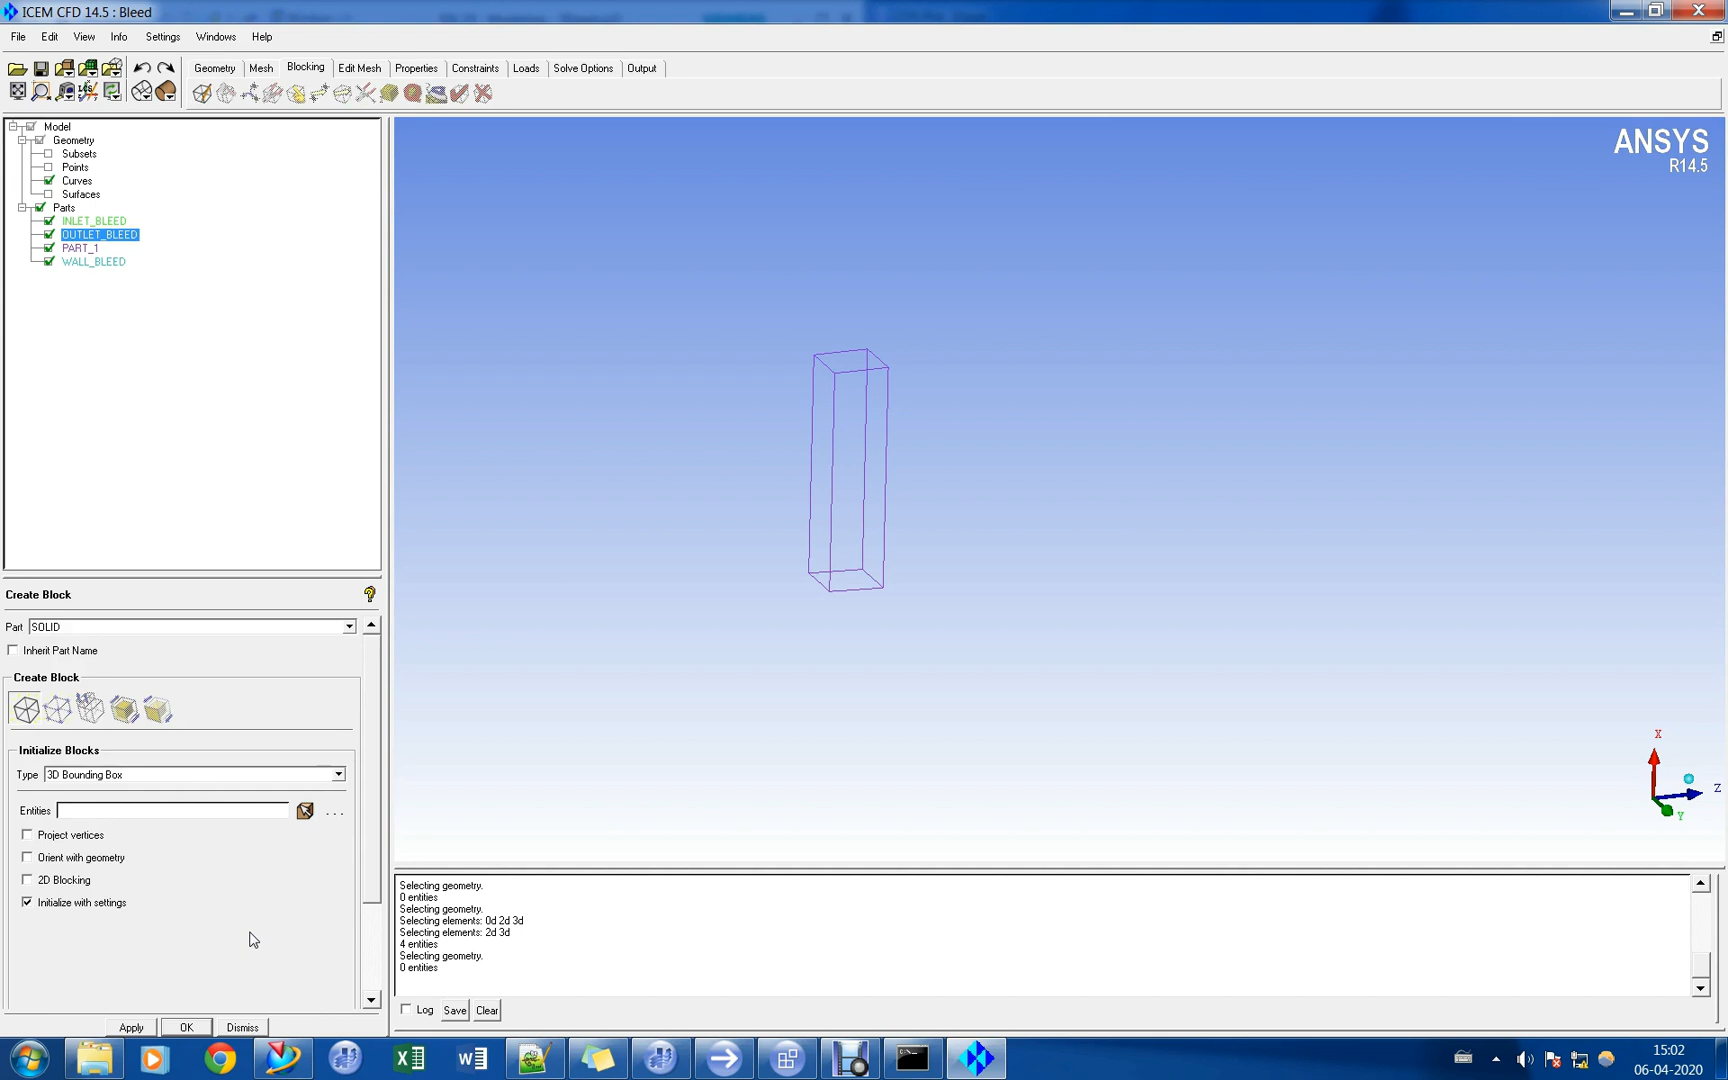 ICEM CFD 14.5 : Bleed
File Edit View Info Settings Windows Help
Geometry Mesh Blocking Edit Mesh Properties Constraints Loads Solve Options Output
LCS
Model
Geometry
Subsets
Points
Curves
Surfaces
Parts
INLET_BLEED
OUTLET_BLEED
PART_1
WALL_BLEED
ANSYS
R14.5
Create Block
Part SOLID
Inherit Part Name
Create Block
Initialize Blocks
Type 3D Bounding Box
Entities ...
Project vertices
Orient with geometry
2D Blocking
Initialize with settings
Apply OK Dismiss
X
Z
Y
Selecting geometry.
0 entities
Selecting geometry.
Selecting elements: 0d 2d 3d
Selecting elements: 2d 3d
4 entities
Selecting geometry.
0 entities
Log Save Clear
15:02
06-04-2020